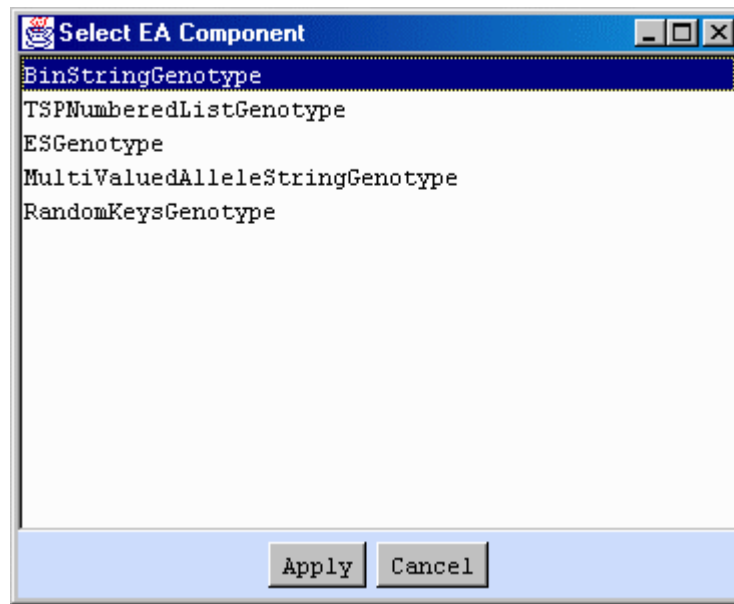 Select EA Component
BinStringGenotype
TSPNumberedListGenotype
ESGenotype
MultiValuedAlleleStringGenotype
RandomKeysGenotype
Apply Cancel